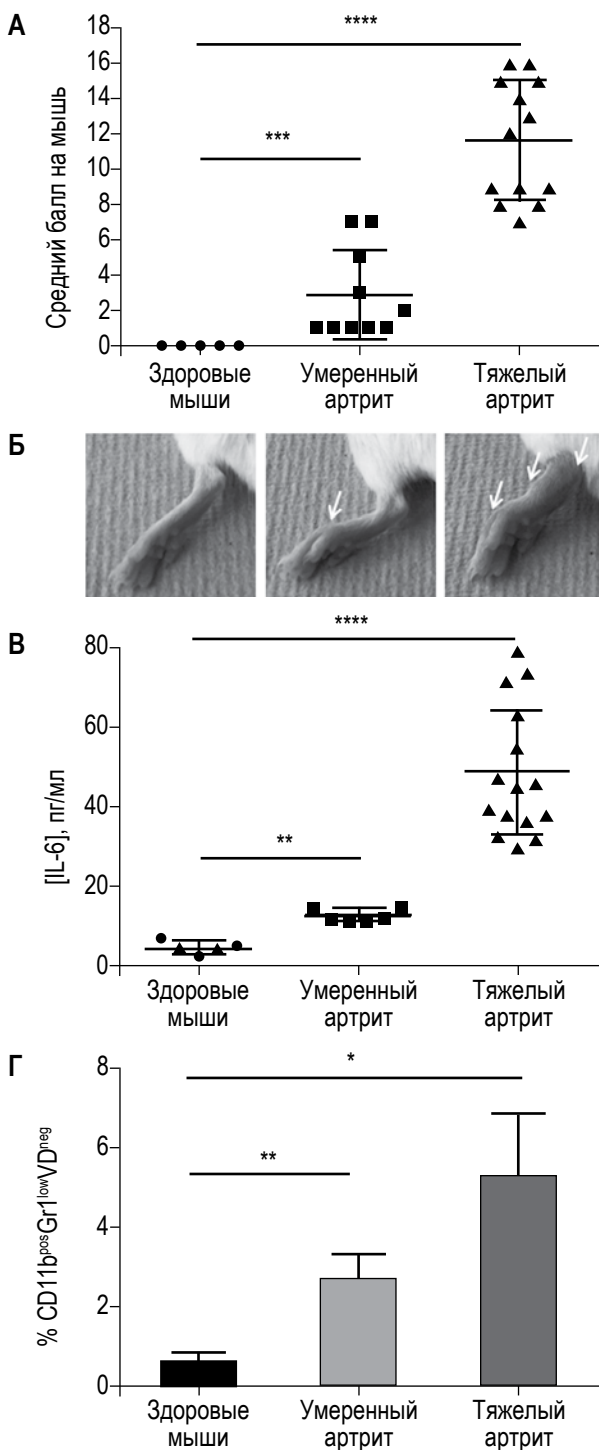 А
****
18
16
14
12
10
8
6
4
2
0
Средний балл на мышь
***
Здоровые
мыши
Умеренный
артрит
Тяжелый
артрит
Б
В
****
80
60
40
20
0
[IL-6], пг/мл
**
Здоровые
мыши
Умеренный
артрит
Тяжелый
артрит
Г
*
8
6
4
2
0
% CD11bposGr1lowVDneg
**
Здоровые
мыши
Умеренный
артрит
Тяжелый
артрит